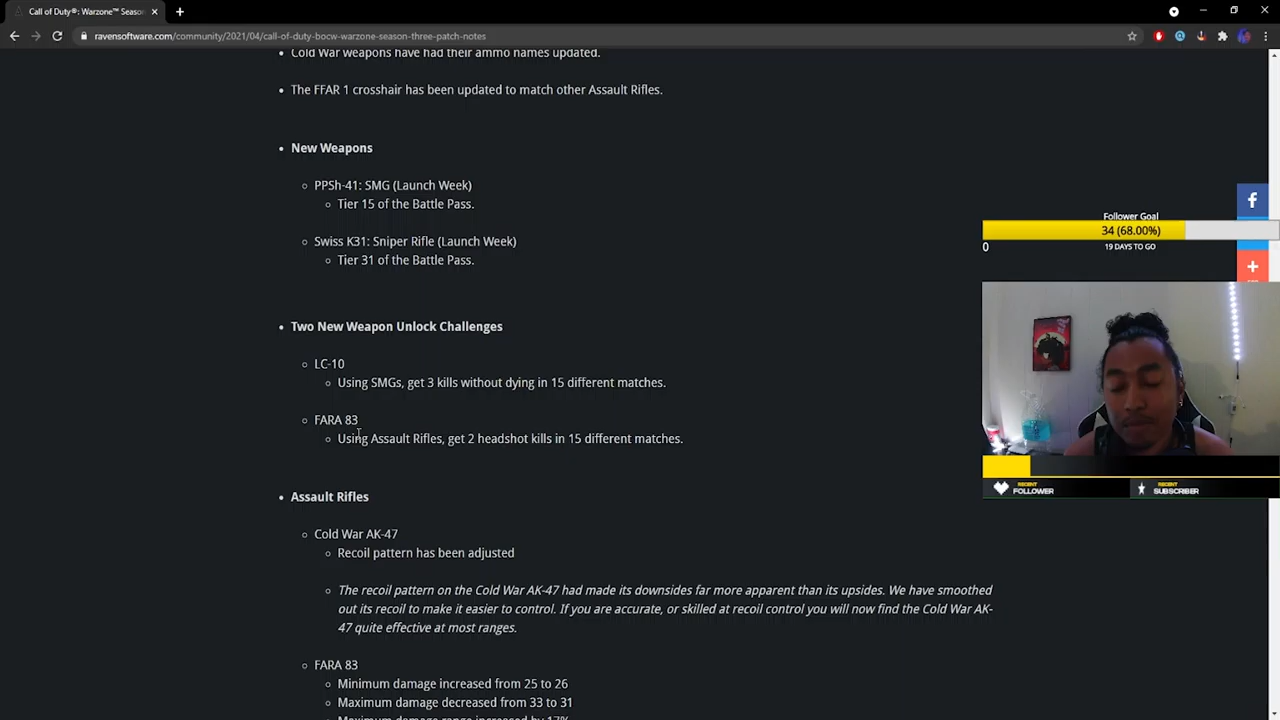 Call of Duty®: Warzone™ Seaso
ravensoftware.com/community/2021/04/call-of-duty-bocw-warzone-season-three-patch-notes
Cold War weapons have had their ammo names updated.
The FFAR 1 crosshair has been updated to match other Assault Rifles.
New Weapons
PPSh-41: SMG (Launch Week)
Tier 15 of the Battle Pass.
Swiss K31: Sniper Rifle (Launch Week)
Tier 31 of the Battle Pass.
Two New Weapon Unlock Challenges
LC-10
Using SMGs, get 3 kills without dying in 15 different matches.
FARA 83
Using Assault Rifles, get 2 headshot kills in 15 different matches.
Assault Rifles
Cold War AK-47
Recoil pattern has been adjusted
The recoil pattern on the Cold War AK-47 had made its downsides far more apparent than its upsides. We have smoothed
out its recoil to make it easier to control. If you are accurate, or skilled at recoil control you will now find the Cold War AK-
47 quite effective at most ranges.
FARA 83
Minimum damage increased from 25 to 26
Maximum damage decreased from 33 to 31
Maximum damage range increased by 17%
Follower Goal
34 (68.00%)
0
19 DAYS TO GO
RECENT
FOLLOWER
RECENT
SUBSCRIBER